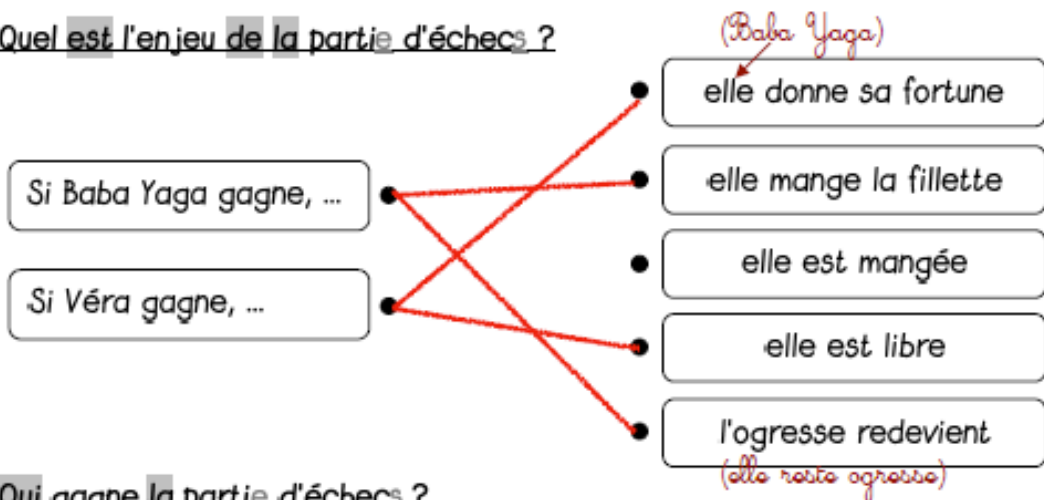 Quel est l'enjeu de la partie d'échecs ?
(Baba Yaga)
elle donne sa fortune
Si Baba Yaga gagne, ...
elle mange la fillette
elle est mangée
Si Véra gagne, ...
elle est libre
l'ogresse redevient
(elle reste ogresse)
Qui gagne la partie d'échecs ?